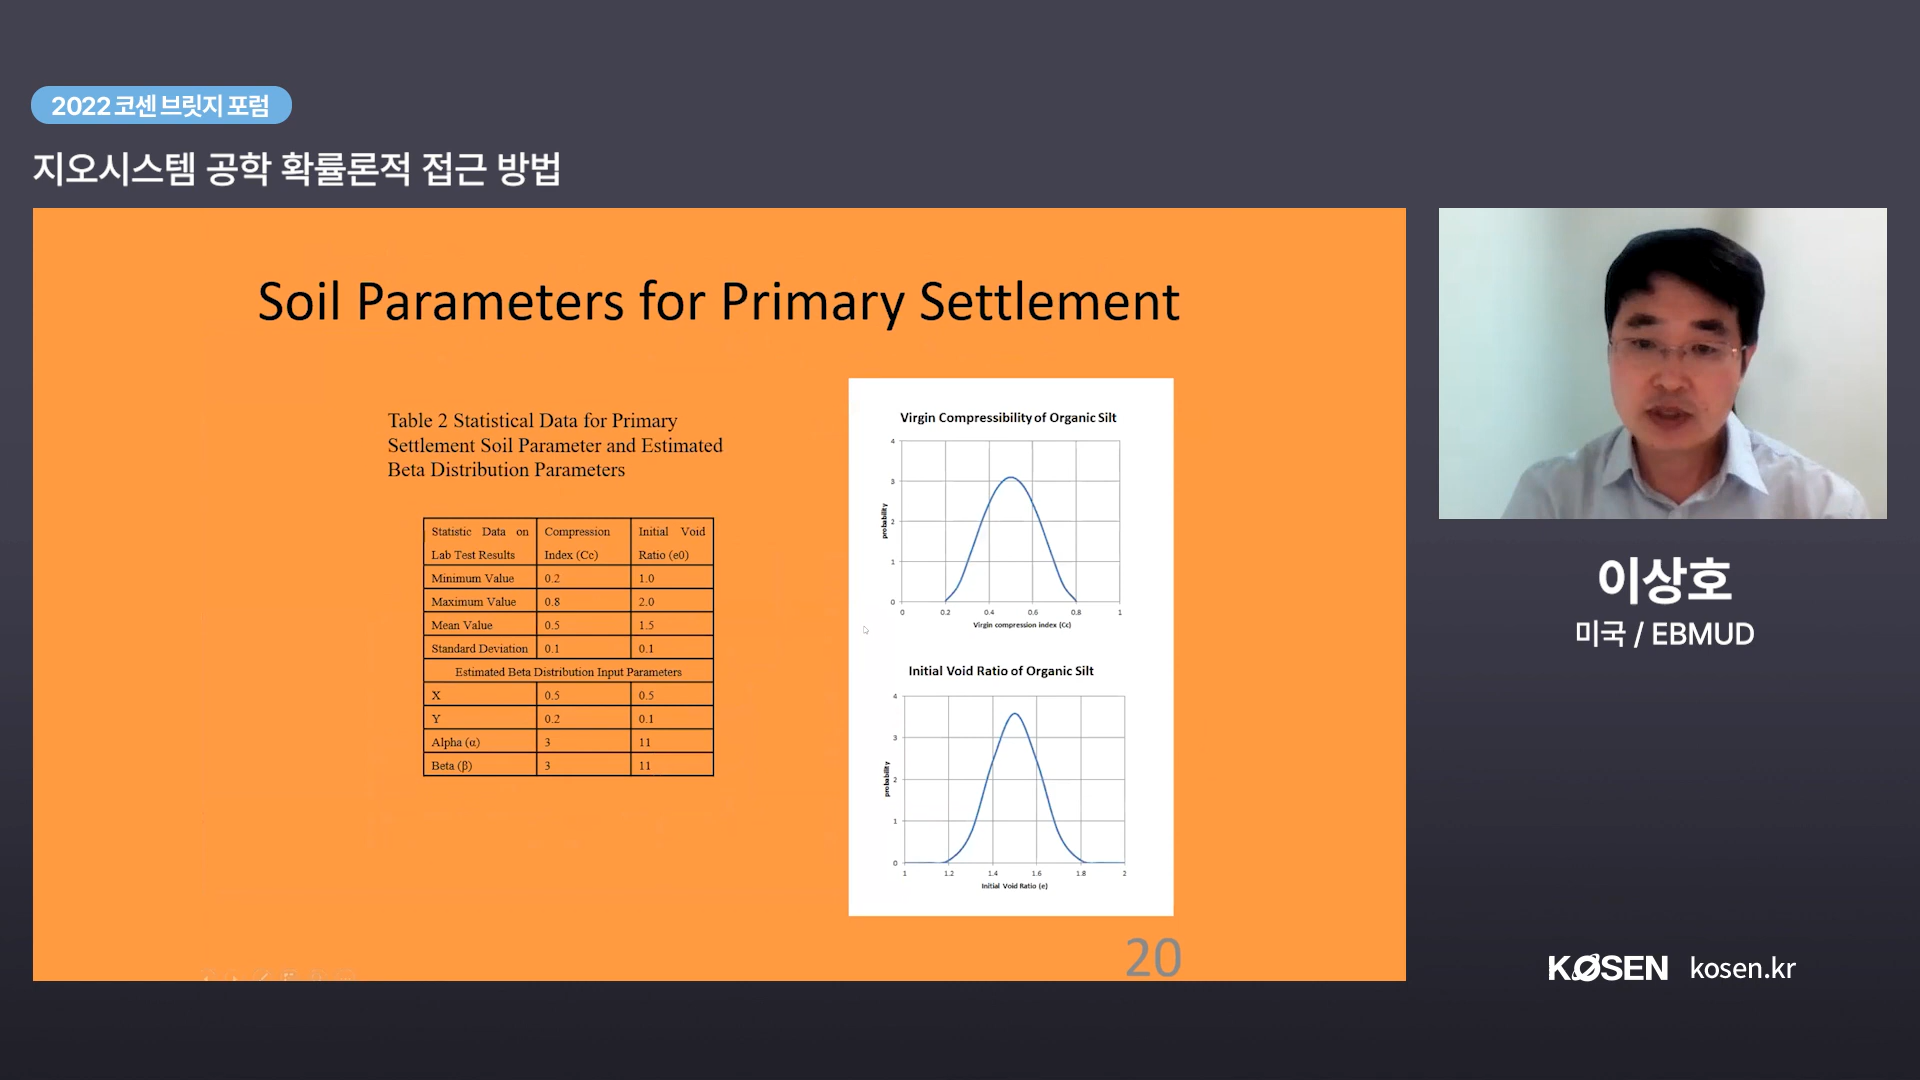 2022 코센 브릿지 포럼
지오시스템 공학 확률론적 접근 방법
Soil Parameters for Primary Settlement
Table 2 Statistical Data for Primary
Settlement Soil Parameter and Estimated
Beta Distribution Parameters
Statistic Data on Lab Test Results Compression Index (Cc) Initial Void Ratio (e0)
Minimum Value 0.2 1.0
Maximum Value 0.8 2.0
Mean Value 0.5 1.5
Standard Deviation 0.1 0.1
Estimated Beta Distribution Input Parameters
X 0.5 0.5
Y 0.2 0.1
Alpha (α) 3 11
Beta (β) 3 11
Virgin Compressibility of Organic Silt
4
3
2
1
0
probability
0 0.2 0.4 0.6 0.8 1
Virgin compression index (Cc)
Initial Void Ratio of Organic Silt
4
3
2
1
0
probability
1 1.2 1.4 1.6 1.8 2
Initial Void Ratio (e)
20
이상호
미국 / EBMUD
KOSEN kosen.kr